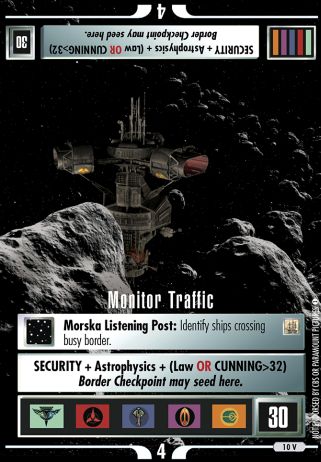 4
30
SECURITY + Astrophysics + (Law OR CUNNING>32)
Border Checkpoint may seed here.
Monitor Traffic
Morska Listening Post: Identify ships crossing
busy border.
SECURITY + Astrophysics + (Law OR CUNNING>32)
Border Checkpoint may seed here.
30
4
10 V
NOT ENDORSED BY CBS OR PARAMOUNT PICTURES